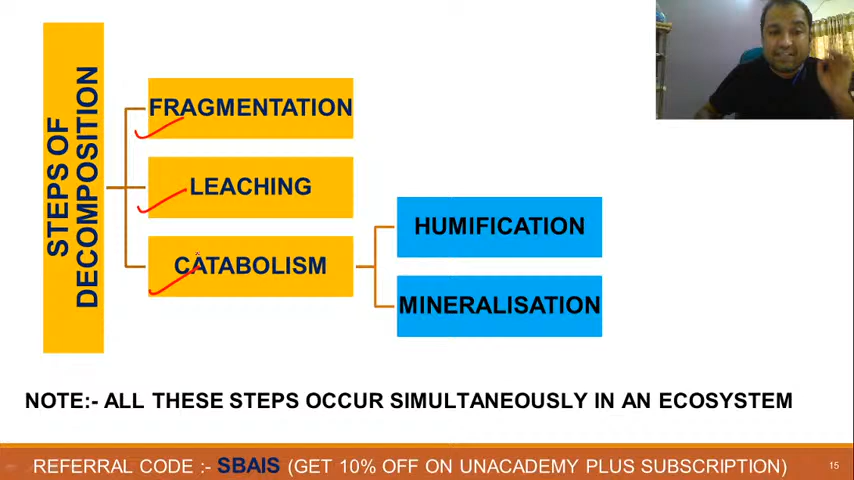 STEPS OF
DECOMPOSITION
FRAGMENTATION
LEACHING
CATABOLISM
HUMIFICATION
MINERALISATION
NOTE:- ALL THESE STEPS OCCUR SIMULTANEOUSLY IN AN ECOSYSTEM
REFERRAL CODE :- SBAIS (GET 10% OFF ON UNACADEMY PLUS SUBSCRIPTION)
15